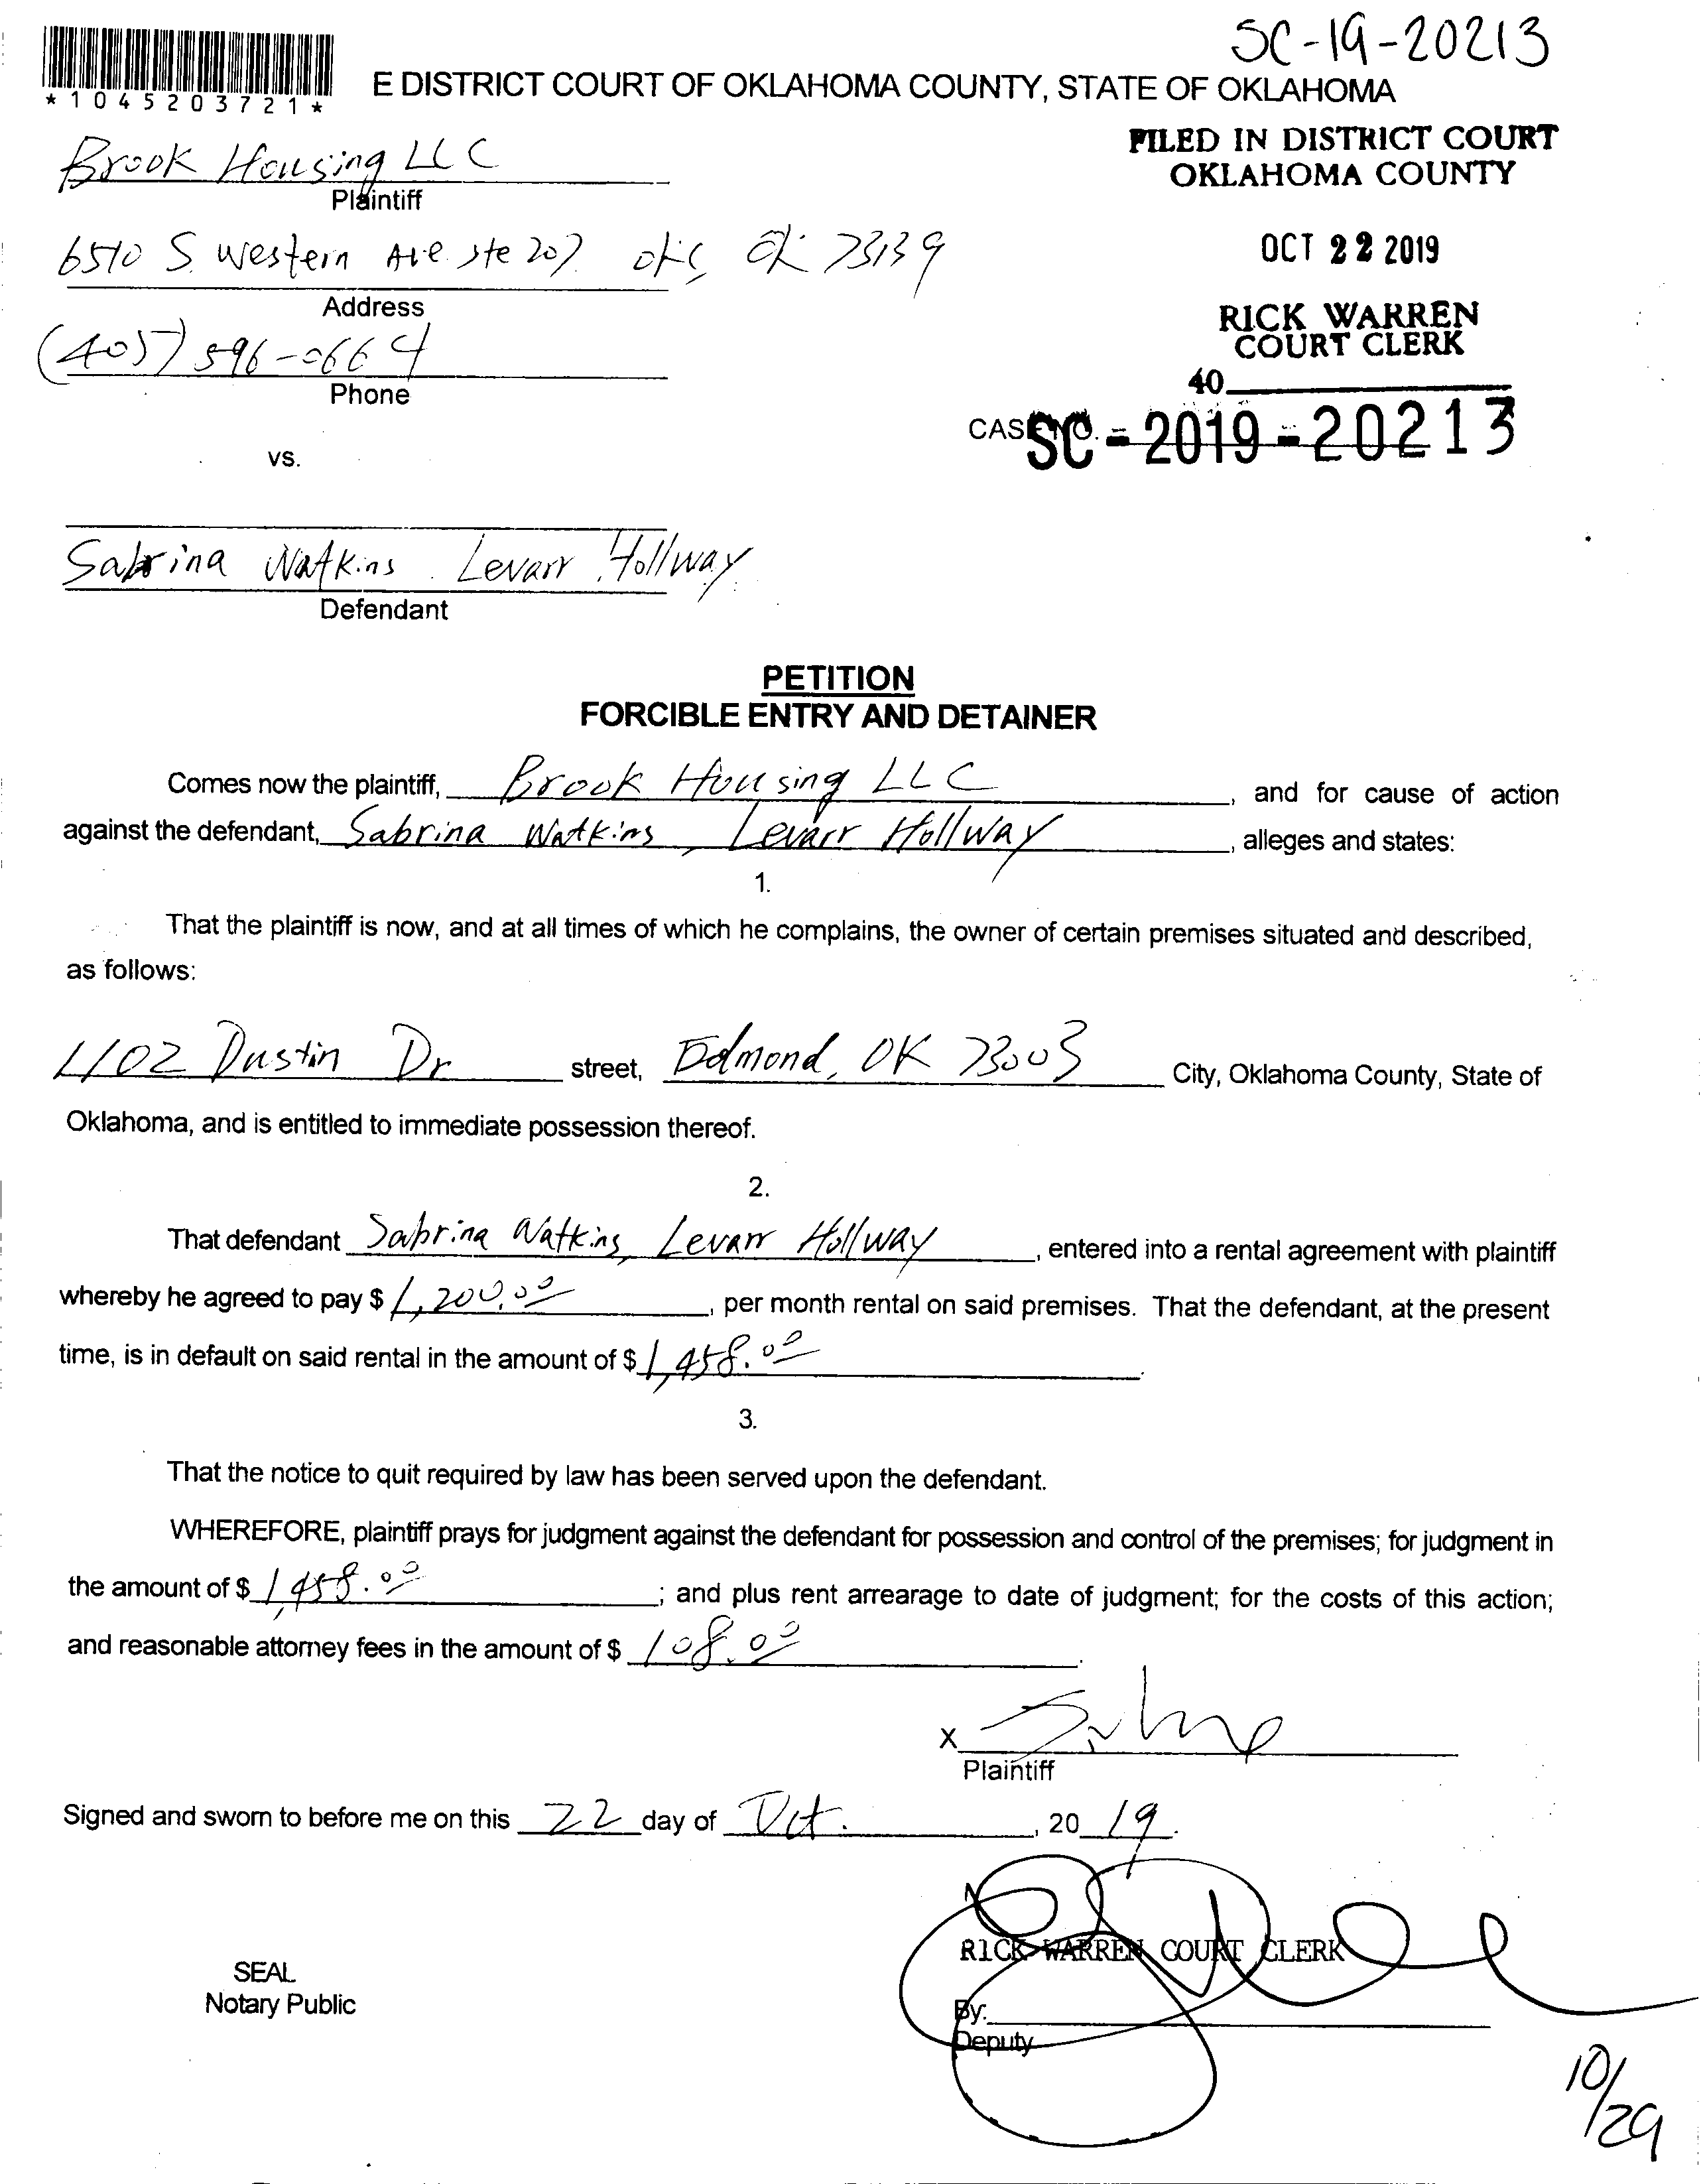 SC-19-20213
*1045203721*
E DISTRICT COURT OF OKLAHOMA COUNTY, STATE OF OKLAHOMA
FILED IN DISTRICT COURT
OKLAHOMA COUNTY
Brook Housing LLC
Plaintiff
6510 S. Western Ave ste 207 okc, OK 73139
Address
OCT 22 2019
(405) 596-0664
Phone
RICK WARREN
COURT CLERK
40
CASE NO. SC-2019-20213
vs.
Sabrina Watkins Levarr Hollway
Defendant
PETITION
FORCIBLE ENTRY AND DETAINER
Comes now the plaintiff, Brook Housing LLC, and for cause of action
against the defendant, Sabrina Watkins, Levarr Hollway, alleges and states:
1.
That the plaintiff is now, and at all times of which he complains, the owner of certain premises situated and described,
as follows:
1102 Dustin Dr street, Edmond, OK 73003 City, Oklahoma County, State of
Oklahoma, and is entitled to immediate possession thereof.
2.
That defendant Sabrina Watkins, Levarr Hollway, entered into a rental agreement with plaintiff
whereby he agreed to pay $ 1,200.00, per month rental on said premises. That the defendant, at the present
time, is in default on said rental in the amount of $ 1,458.00.
3.
That the notice to quit required by law has been served upon the defendant.
WHEREFORE, plaintiff prays for judgment against the defendant for possession and control of the premises; for judgment in
the amount of $ 1,458.00; and plus rent arrearage to date of judgment; for the costs of this action;
and reasonable attorney fees in the amount of $ 108.00.
X
Plaintiff
Signed and sworn to before me on this 22 day of Oct., 20 19.
RICK WARREN COURT CLERK
SEAL
Notary Public
By:
Deputy
10/29